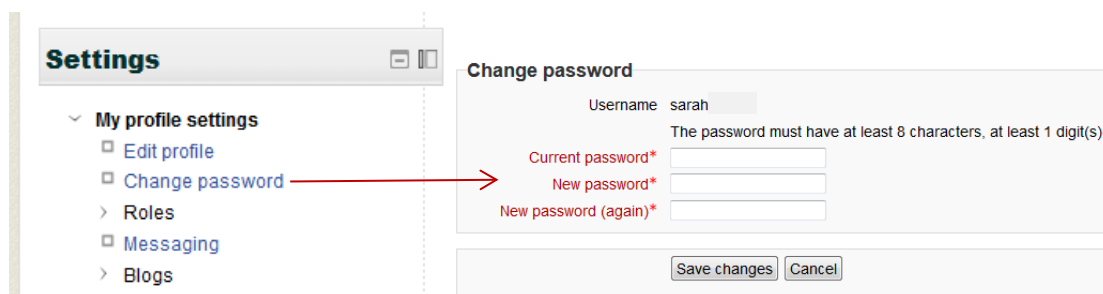 Settings
My profile settings
Edit profile
Change password
Roles
Messaging
Blogs
Change password
Username sarah
The password must have at least 8 characters, at least 1 digit(s)
Current password*
New password*
New password (again)*
Save changes Cancel